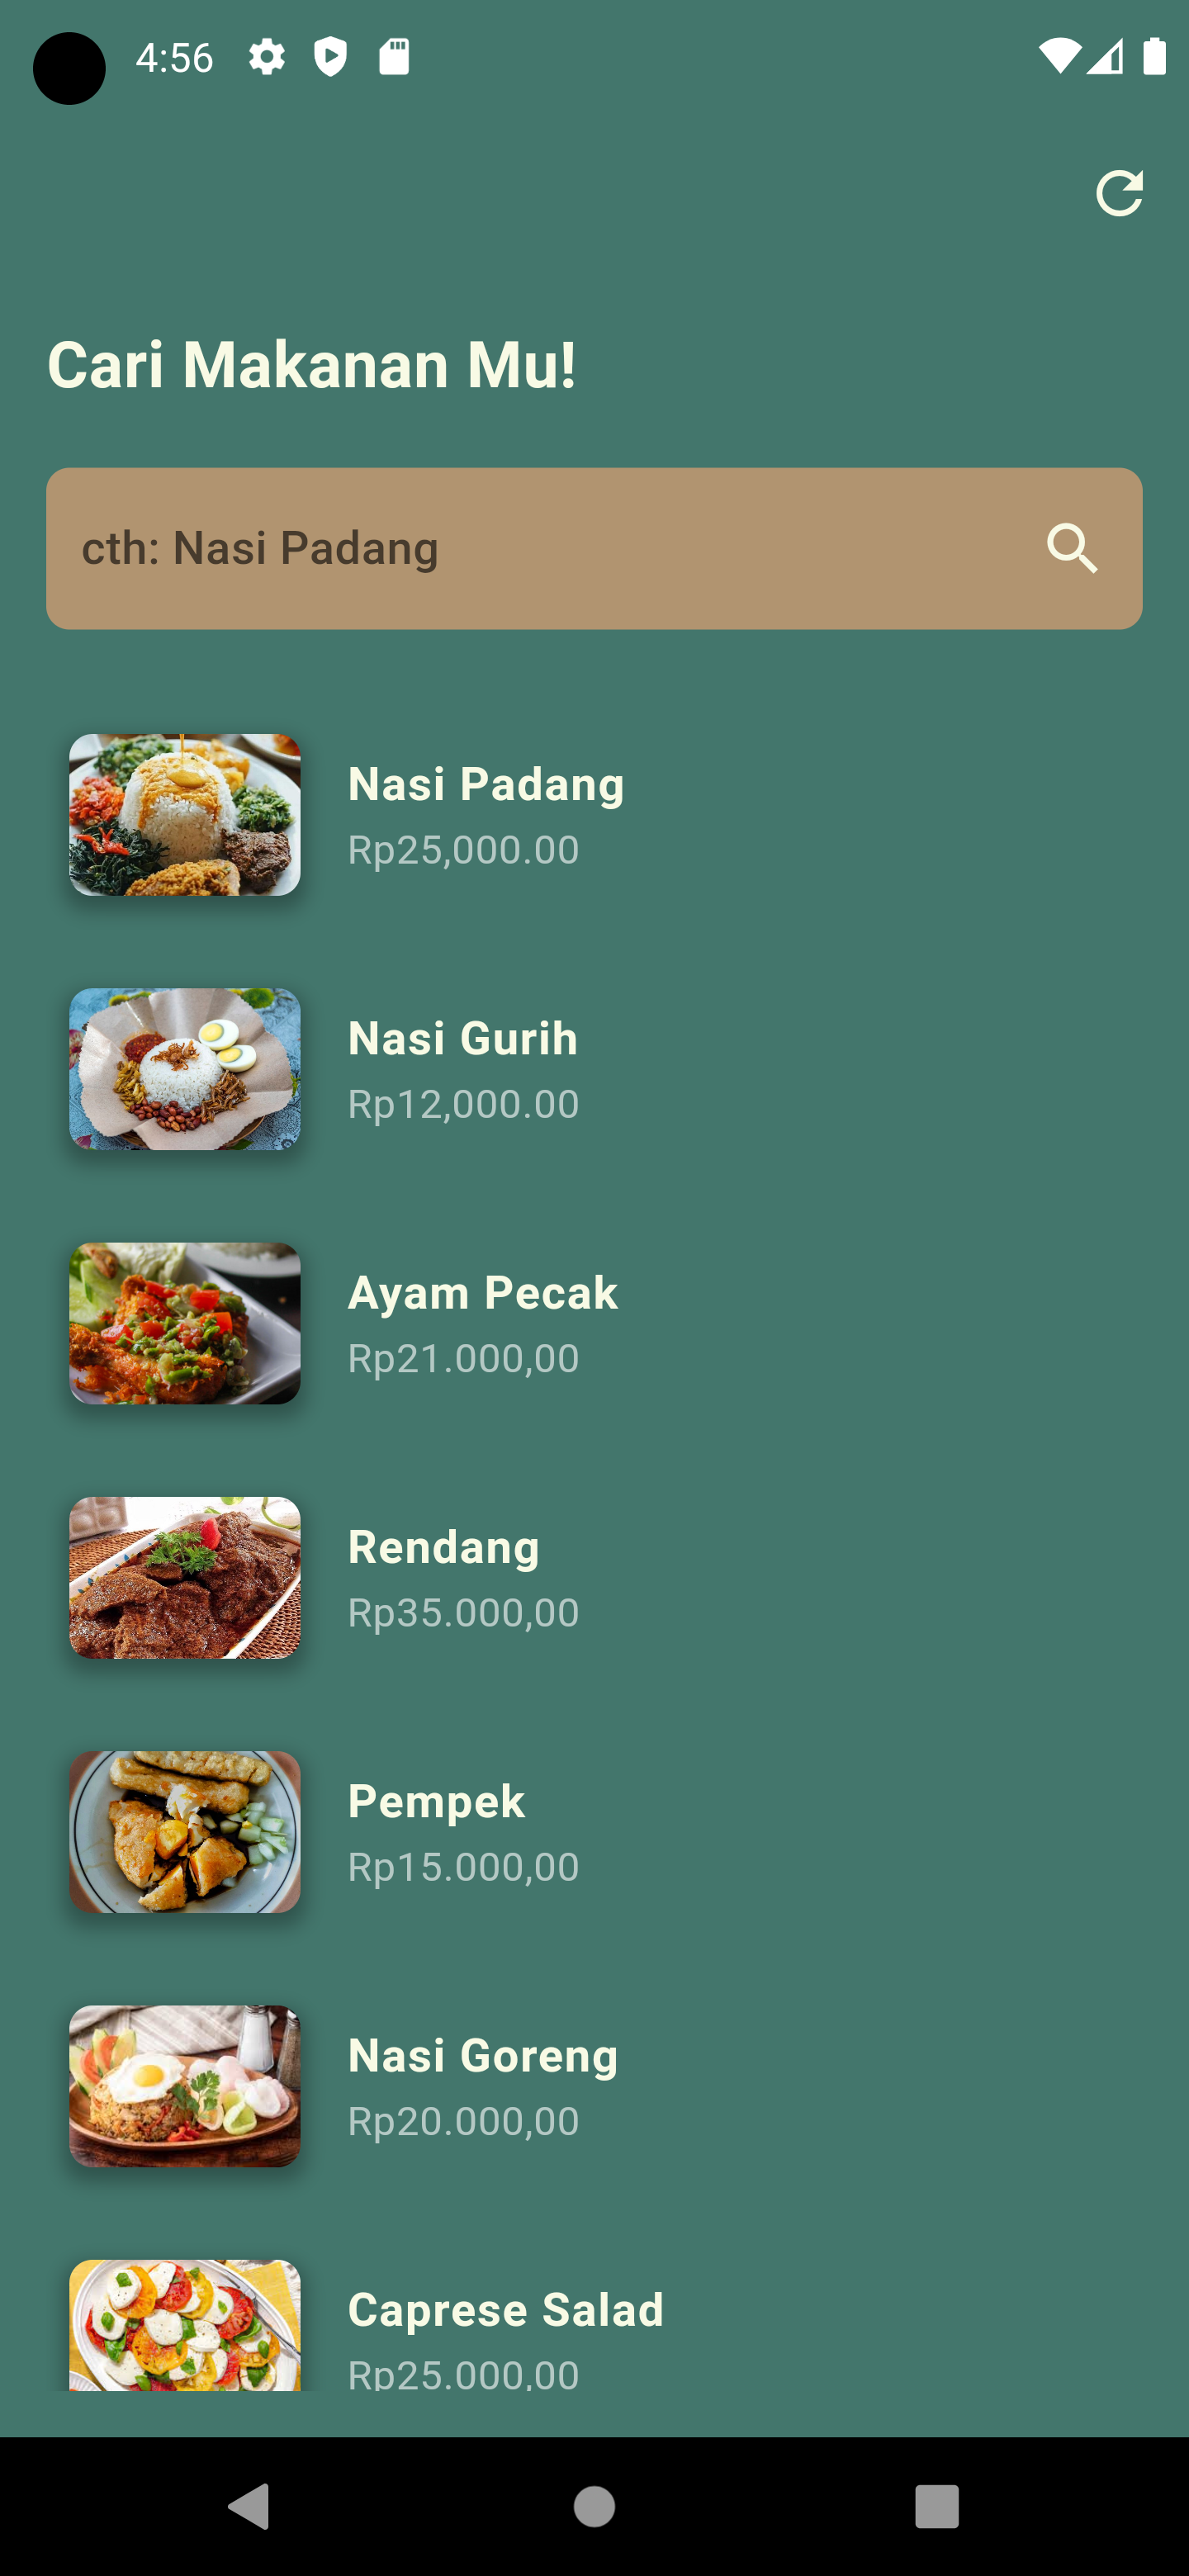 4:56
Cari Makanan Mu!
cth: Nasi Padang
Nasi Padang
Rp25,000.00
Nasi Gurih
Rp12,000.00
Ayam Pecak
Rp21.000,00
Rendang
Rp35.000,00
Pempek
Rp15.000,00
Nasi Goreng
Rp20.000,00
Caprese Salad
Rp25.000,00